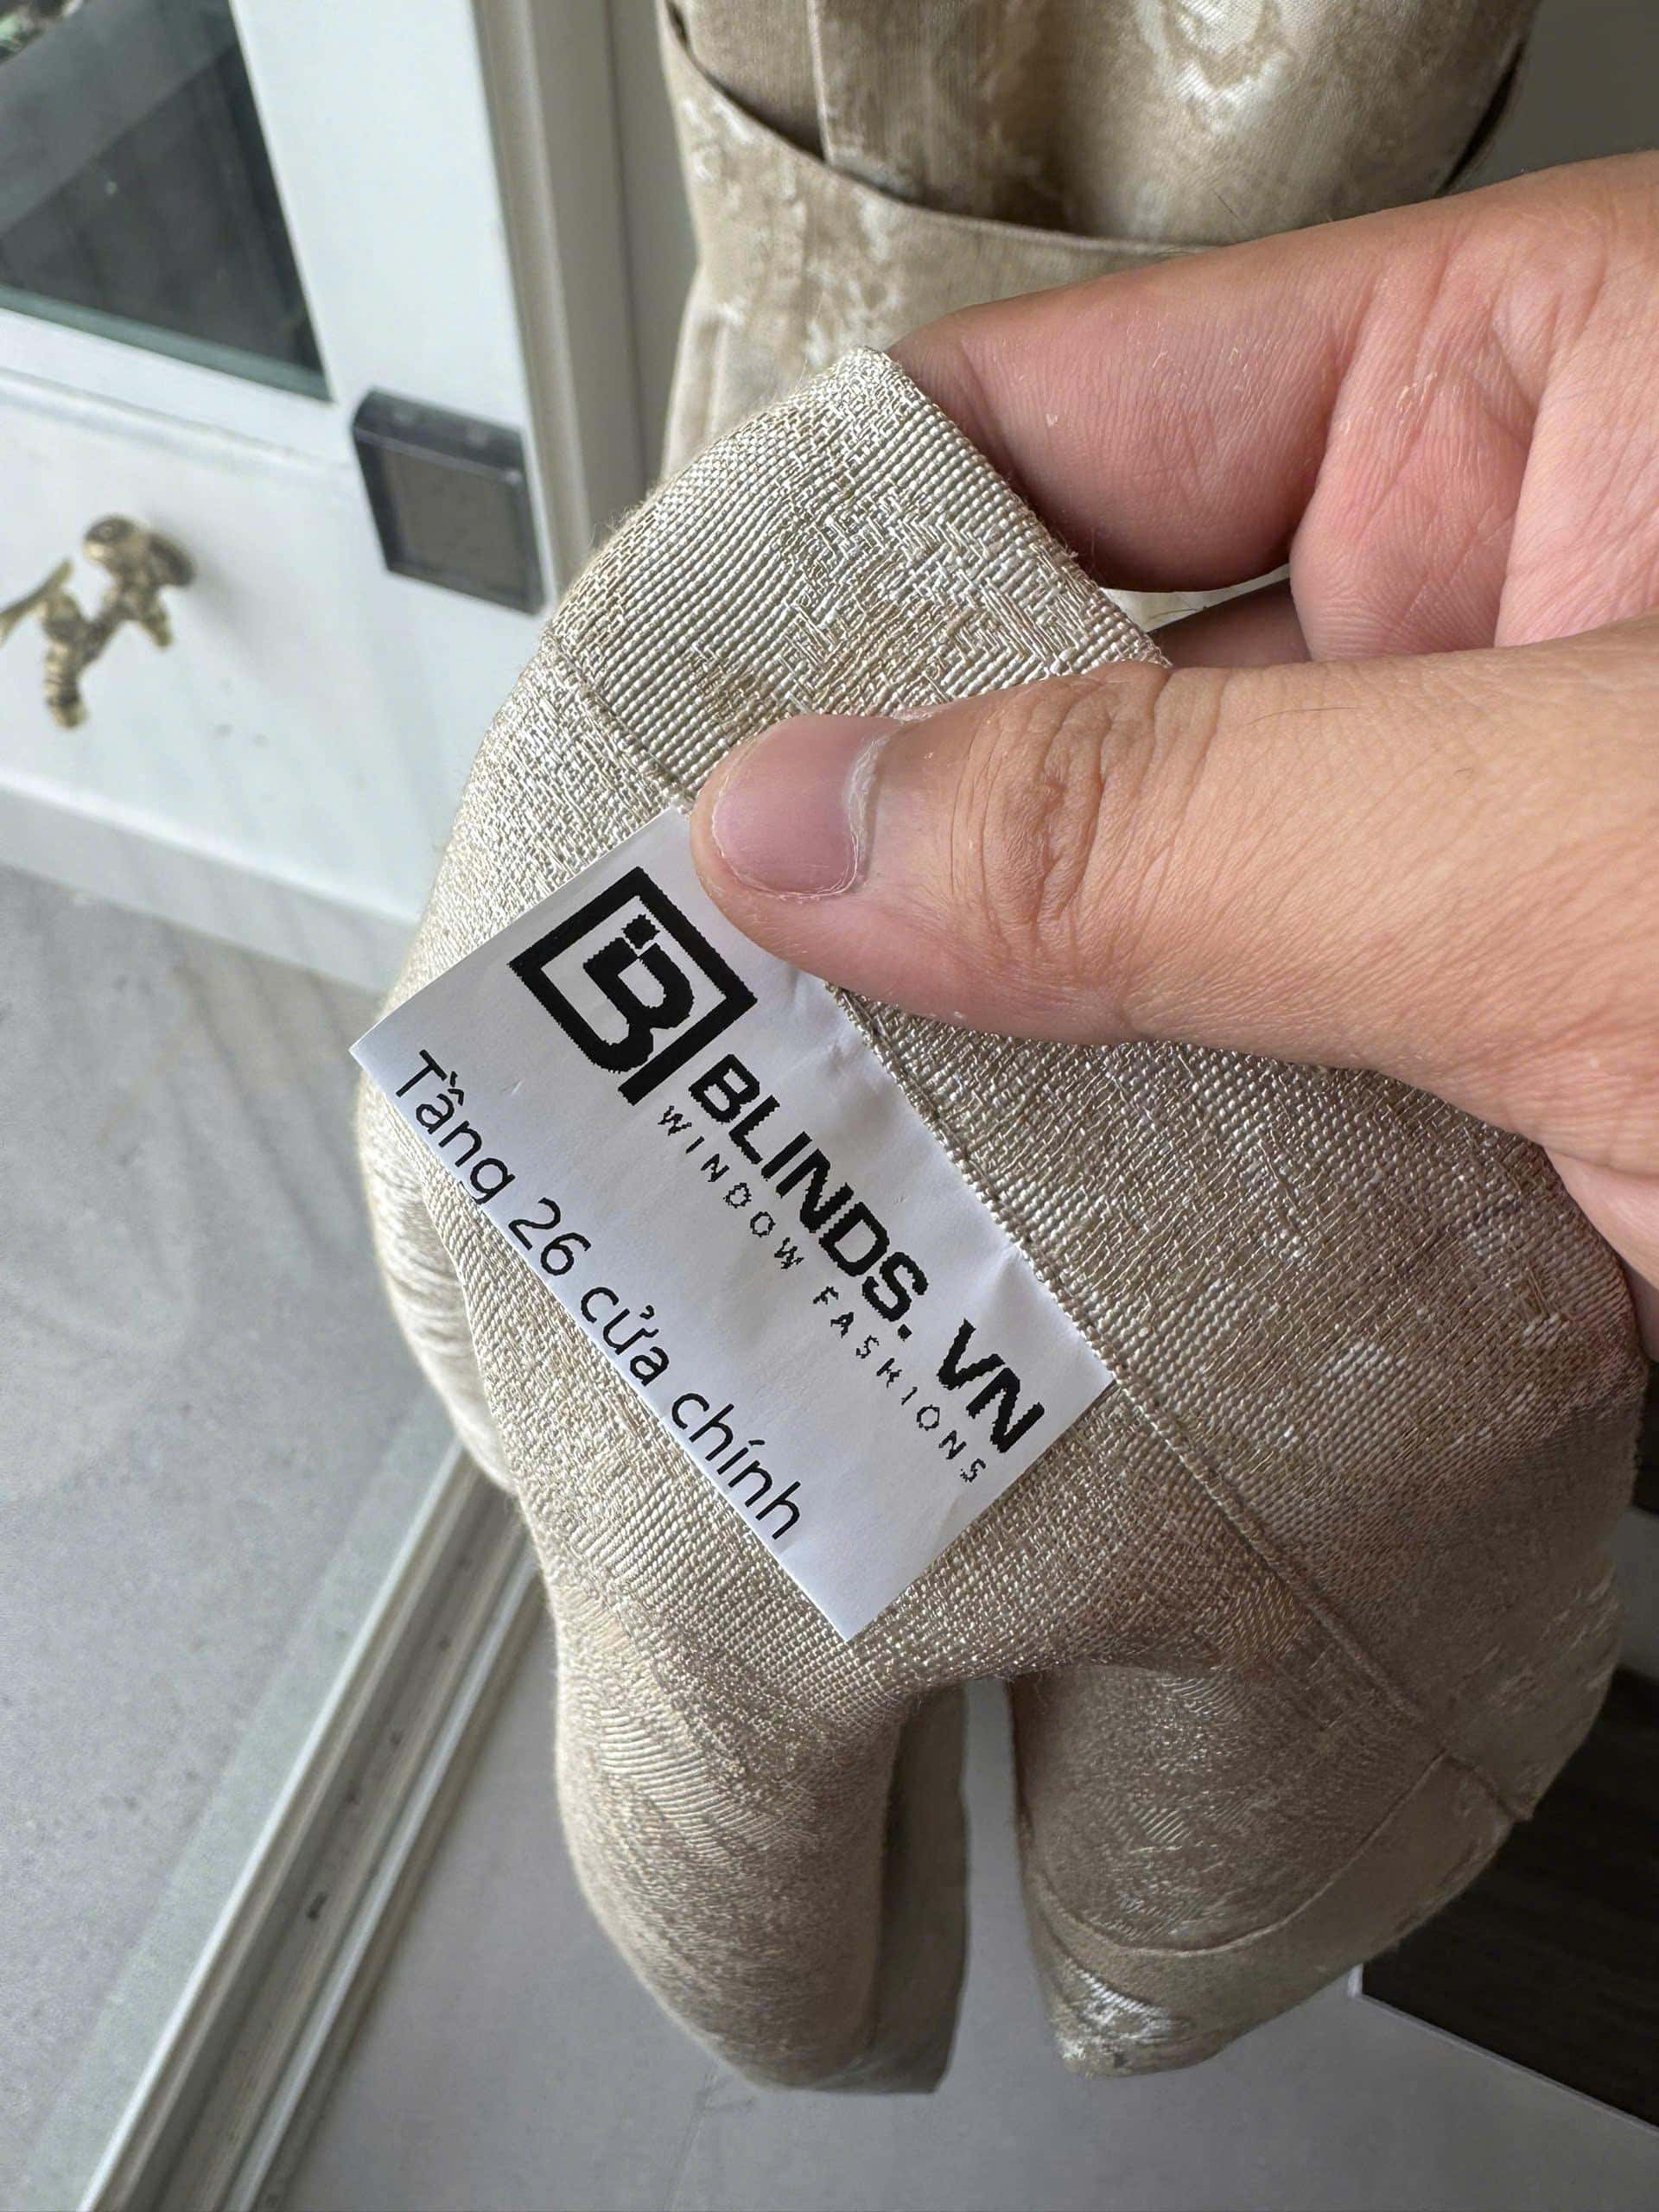 B
BLINDS. VN
WINDOW FASHIONS
Tầng 26 cửa chính